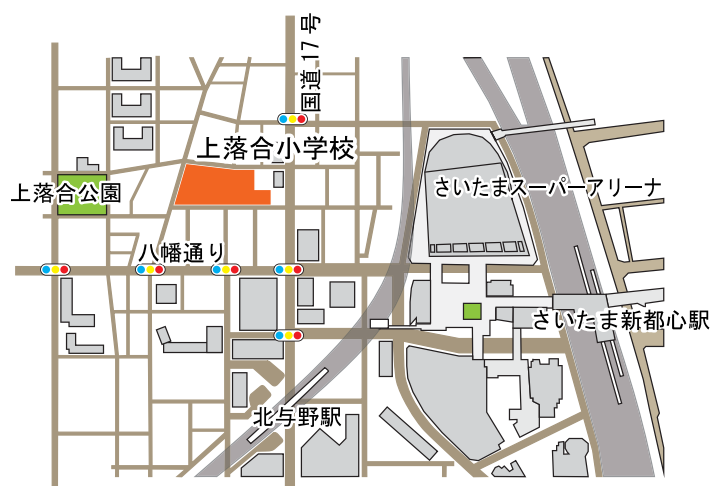 国道17号
上落合小学校
さいたまスーパーアリーナ
上落合公園
八幡通り
さいたま新都心駅
北与野駅